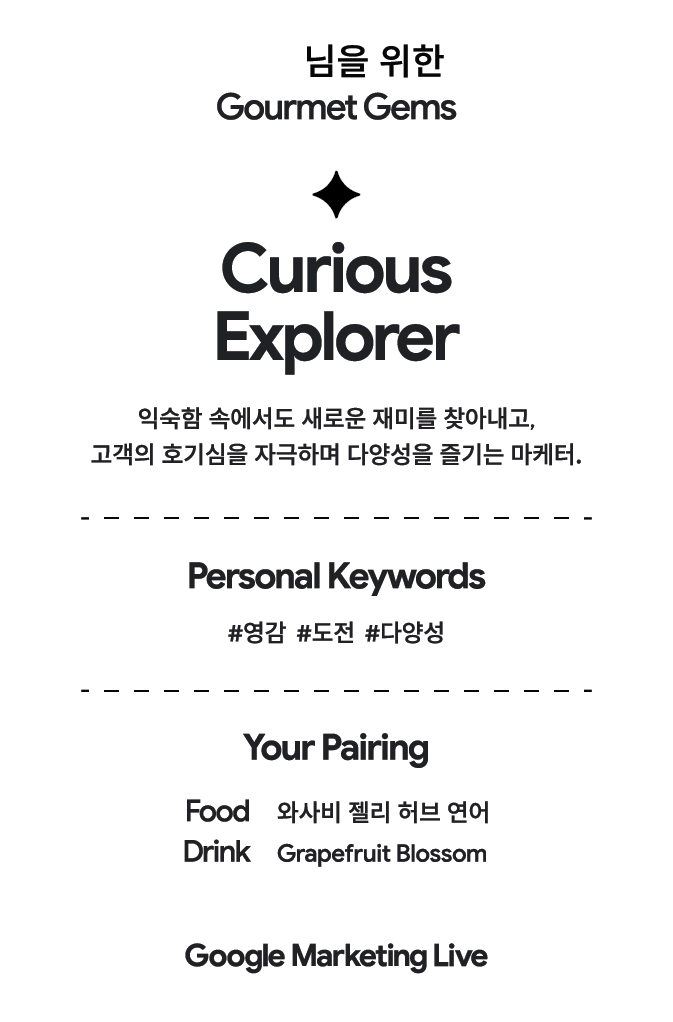 님을 위한
Gourmet Gems
Curious
Explorer
익숙함 속에서도 새로운 재미를 찾아내고,
고객의 호기심을 자극하며 다양성을 즐기는 마케터.
Personal Keywords
#영감 #도전 #다양성
Your Pairing
Food 와사비 젤리 허브 연어
Drink Grapefruit Blossom
Google Marketing Live